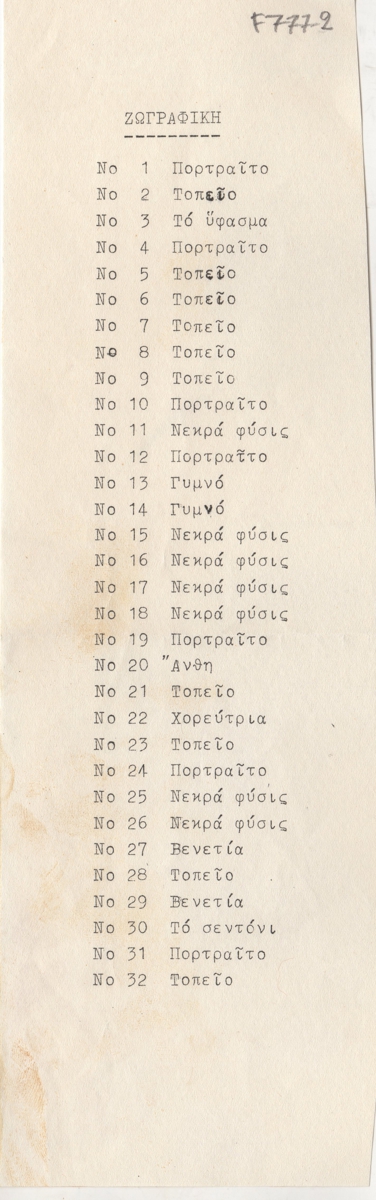 F7772
ΖΩΓΡΑΦΙΚΗ
No 1 Πορτραῖτο
No 2 Τοπεῖο
No 3 Τό ὕφασμα
No 4 Πορτραῖτο
No 5 Τοπεῖο
No 6 Τοπεῖο
No 7 Τοπεῖο
No 8 Τοπεῖο
No 9 Τοπεῖο
No 10 Πορτραῖτο
No 11 Νεκρά φύσις
No 12 Πορτραῖτο
No 13 Γυμνό
No 14 Γυμνό
No 15 Νεκρά φύσις
No 16 Νεκρά φύσις
No 17 Νεκρά φύσις
No 18 Νεκρά φύσις
No 19 Πορτραῖτο
No 20 "Ανθη
No 21 Τοπεῖο
No 22 Χορεύτρια
No 23 Τοπεῖο
No 24 Πορτραῖτο
No 25 Νεκρά φύσις
No 26 Νεκρά φύσις
No 27 Βενετία
No 28 Τοπεῖο
No 29 Βενετία
No 30 Τό σεντόνι
No 31 Πορτραῖτο
No 32 Τοπεῖο